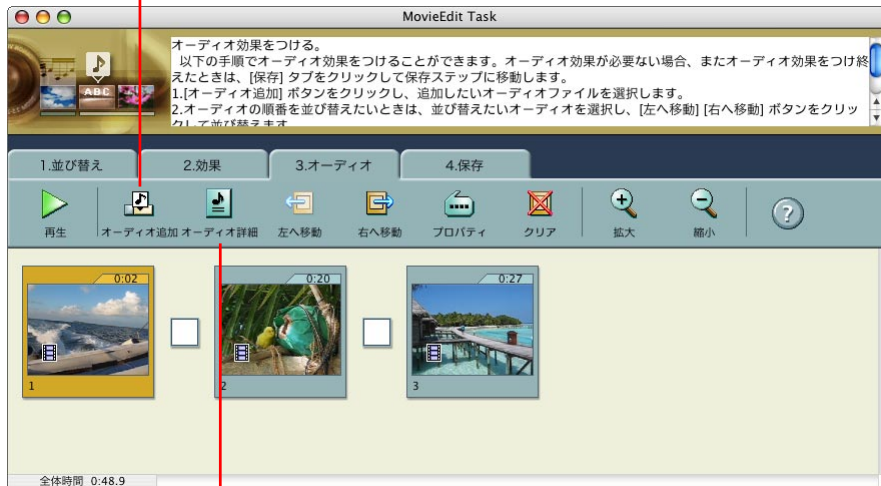 MovieEdit Task
オーディオ効果をつける。
以下の手順でオーディオ効果をつけることができます。オーディオ効果が必要ない場合、またオーディオ効果をつけ終
えたときは、[保存] タブをクリックして保存ステップに移動します。
1.[オーディオ追加] ボタンをクリックし、追加したいオーディオファイルを選択します。
2.オーディオの順番を並び替えたいときは、並び替えたいオーディオを選択し、[左へ移動] [右へ移動] ボタンをクリッ
クして並び替えます
ABC
1.並び替え 2.効果 3.オーディオ 4.保存
再生 オーディオ追加 オーディオ詳細 左へ移動 右へ移動 プロパティ クリア 拡大 縮小 ?
0:02 0:20 0:27
1 2 3
全体時間 0:48.9